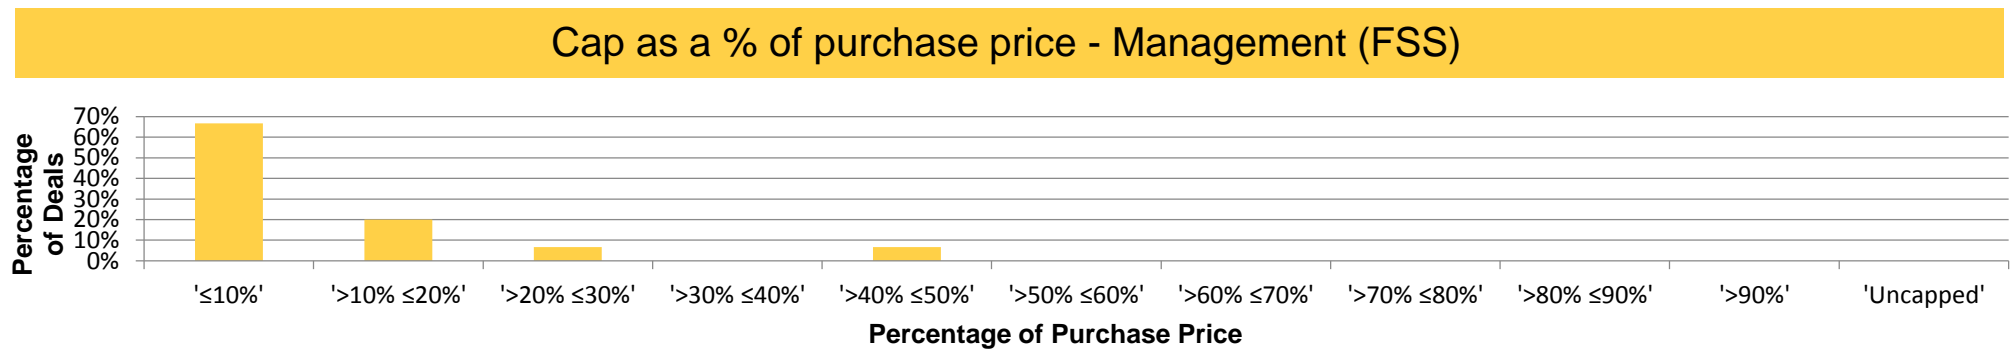 Cap as a % of purchase price - Management (FSS)
Percentage
of Deals
70%
60%
50%
40%
30%
20%
10%
0%
'≤10%' '>10% ≤20%' '>20% ≤30%' '>30% ≤40%' '>40% ≤50%' '>50% ≤60%' '>60% ≤70%' '>70% ≤80%' '>80% ≤90%' '>90%' 'Uncapped'
Percentage of Purchase Price